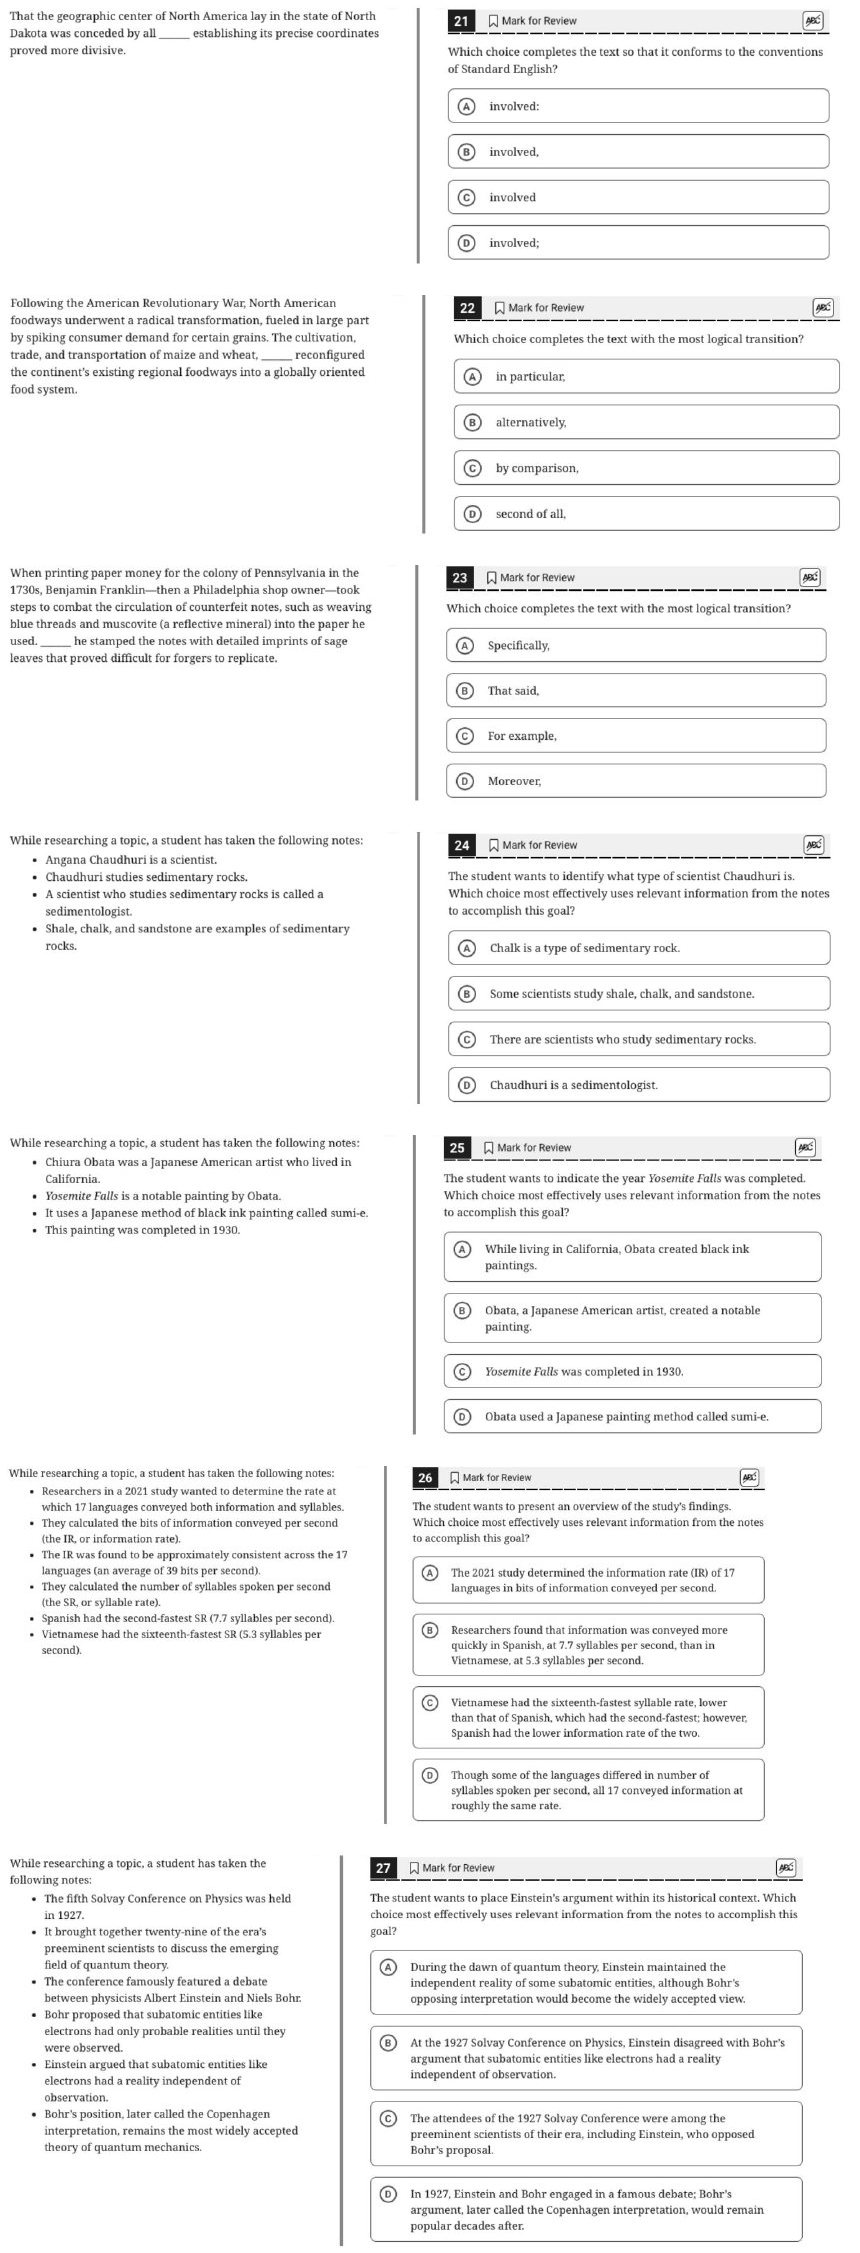 That the geographic center of North America lay in the state of North
Dakota was conceded by all ______ establishing its precise coordinates
proved more divisive.
21 Mark for Review ABC
Which choice completes the text so that it conforms to the conventions
of Standard English?
A involved:
B involved,
C involved
D involved;
Following the American Revolutionary War, North American
foodways underwent a radical transformation, fueled in large part
by spiking consumer demand for certain grains. The cultivation,
trade, and transportation of maize and wheat, ______ reconfigured
the continent's existing regional foodways into a globally oriented
food system.
22 Mark for Review ABC
Which choice completes the text with the most logical transition?
A in particular,
B alternatively,
C by comparison,
D second of all,
When printing paper money for the colony of Pennsylvania in the
1730s, Benjamin Franklin—then a Philadelphia shop owner—took
steps to combat the circulation of counterfeit notes, such as weaving
blue threads and muscovite (a reflective mineral) into the paper he
used. ______ he stamped the notes with detailed imprints of sage
leaves that proved difficult for forgers to replicate.
23 Mark for Review ABC
Which choice completes the text with the most logical transition?
A Specifically,
B That said,
C For example,
D Moreover,
While researching a topic, a student has taken the following notes:
• Angana Chaudhuri is a scientist.
• Chaudhuri studies sedimentary rocks.
• A scientist who studies sedimentary rocks is called a
sedimentologist.
• Shale, chalk, and sandstone are examples of sedimentary
rocks.
24 Mark for Review ABC
The student wants to identify what type of scientist Chaudhuri is.
Which choice most effectively uses relevant information from the notes
to accomplish this goal?
A Chalk is a type of sedimentary rock.
B Some scientists study shale, chalk, and sandstone.
C There are scientists who study sedimentary rocks.
D Chaudhuri is a sedimentologist.
While researching a topic, a student has taken the following notes:
• Chiura Obata was a Japanese American artist who lived in
California.
• Yosemite Falls is a notable painting by Obata.
• It uses a Japanese method of black ink painting called sumi-e.
• This painting was completed in 1930.
25 Mark for Review ABC
The student wants to indicate the year Yosemite Falls was completed.
Which choice most effectively uses relevant information from the notes
to accomplish this goal?
A While living in California, Obata created black ink
paintings.
B Obata, a Japanese American artist, created a notable
painting.
C Yosemite Falls was completed in 1930.
D Obata used a Japanese painting method called sumi-e.
While researching a topic, a student has taken the following notes:
• Researchers in a 2021 study wanted to determine the rate at
which 17 languages conveyed both information and syllables.
• They calculated the bits of information conveyed per second
(the IR, or information rate).
• The IR was found to be approximately consistent across the 17
languages (an average of 39 bits per second).
• They calculated the number of syllables spoken per second
(the SR, or syllable rate).
• Spanish had the second-fastest SR (7.7 syllables per second).
• Vietnamese had the sixteenth-fastest SR (5.3 syllables per
second).
26 Mark for Review ABC
The student wants to present an overview of the study's findings.
Which choice most effectively uses relevant information from the notes
to accomplish this goal?
A The 2021 study determined the information rate (IR) of 17
languages in bits of information conveyed per second.
B Researchers found that information was conveyed more
quickly in Spanish, at 7.7 syllables per second, than in
Vietnamese, at 5.3 syllables per second.
C Vietnamese had the sixteenth-fastest syllable rate, lower
than that of Spanish, which had the second-fastest; however,
Spanish had the lower information rate of the two.
D Though some of the languages differed in number of
syllables spoken per second, all 17 conveyed information at
roughly the same rate.
While researching a topic, a student has taken the
following notes:
• The fifth Solvay Conference on Physics was held
in 1927.
• It brought together twenty-nine of the era's
preeminent scientists to discuss the emerging
field of quantum theory.
• The conference famously featured a debate
between physicists Albert Einstein and Niels Bohr.
• Bohr proposed that subatomic entities like
electrons had only probable realities until they
were observed.
• Einstein argued that subatomic entities like
electrons had a reality independent of
observation.
• Bohr's position, later called the Copenhagen
interpretation, remains the most widely accepted
theory of quantum mechanics.
27 Mark for Review ABC
The student wants to place Einstein's argument within its historical context. Which
choice most effectively uses relevant information from the notes to accomplish this
goal?
A During the dawn of quantum theory, Einstein maintained the
independent reality of some subatomic entities, although Bohr's
opposing interpretation would become the widely accepted view.
B At the 1927 Solvay Conference on Physics, Einstein disagreed with Bohr's
argument that subatomic entities like electrons had a reality
independent of observation.
C The attendees of the 1927 Solvay Conference were among the
preeminent scientists of their era, including Einstein, who opposed
Bohr's proposal.
D In 1927, Einstein and Bohr engaged in a famous debate; Bohr's
argument, later called the Copenhagen interpretation, would remain
popular decades after.